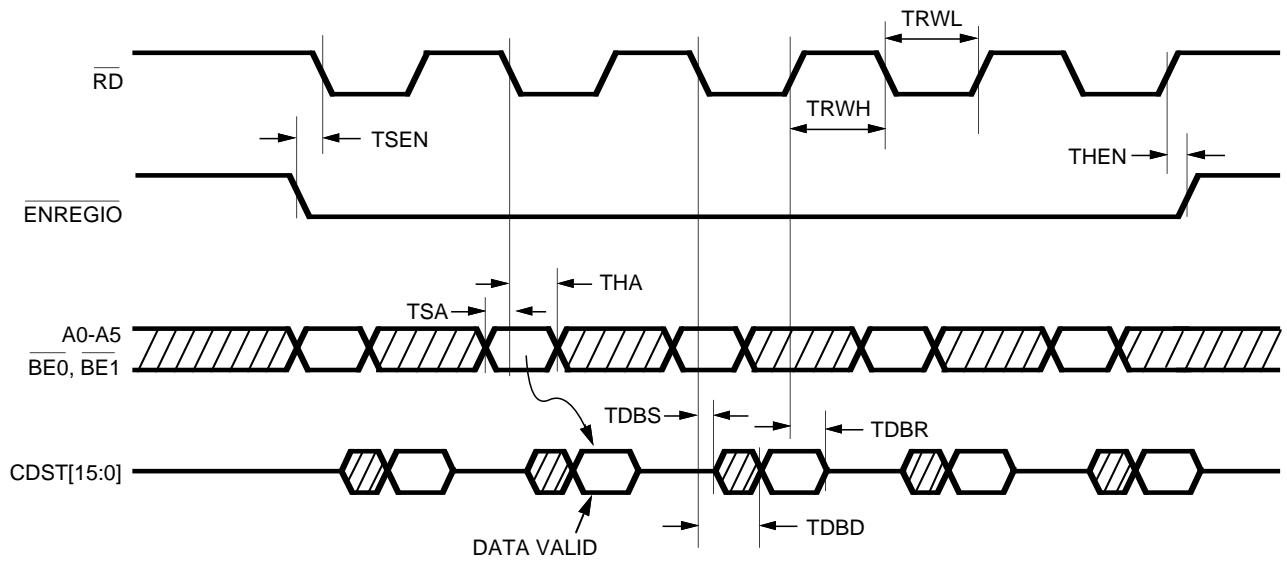 TRWL
RD
TRWH
TSEN
THEN
ENREGIO
THA
TSA
A0-A5
BE0, BE1
TDBS
TDBR
CDST[15:0]
TDBD
DATA VALID